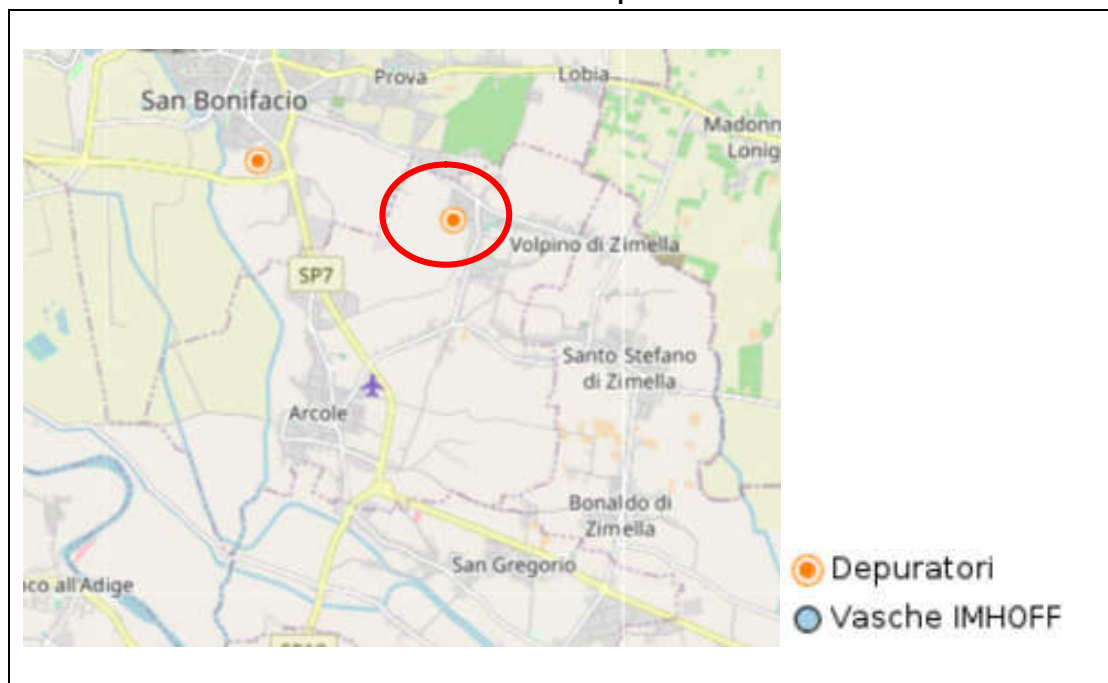 Prova
Lobia
San Bonifacio
Madonn
Lonig
Volpino di Zimella
SP7
Santo Stefano
di Zimella
Arcole
Bonaldo di
Zimella
San Gregorio
co all'Adige
Depuratori
Vasche IMHOFF